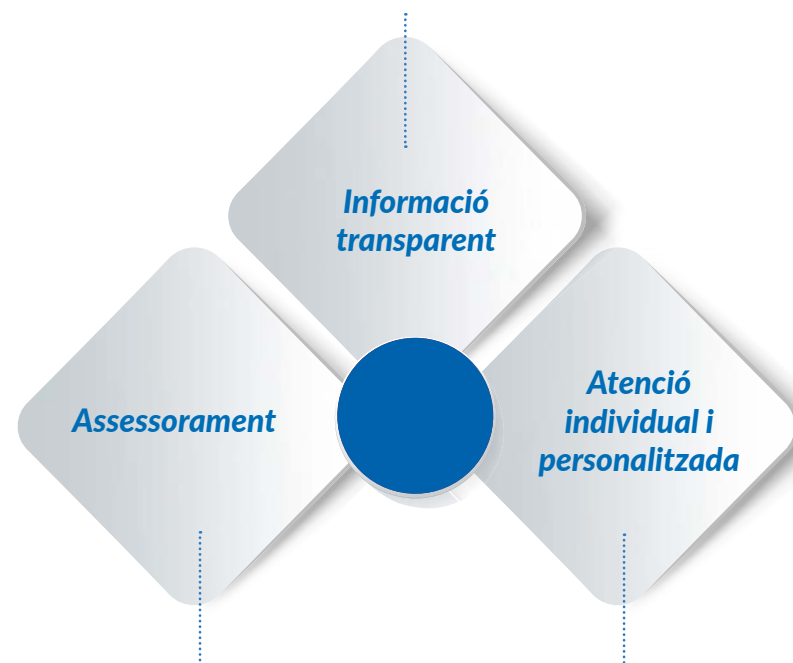 Informació
transparent
Assessorament
Atenció
individual i
personalitzada